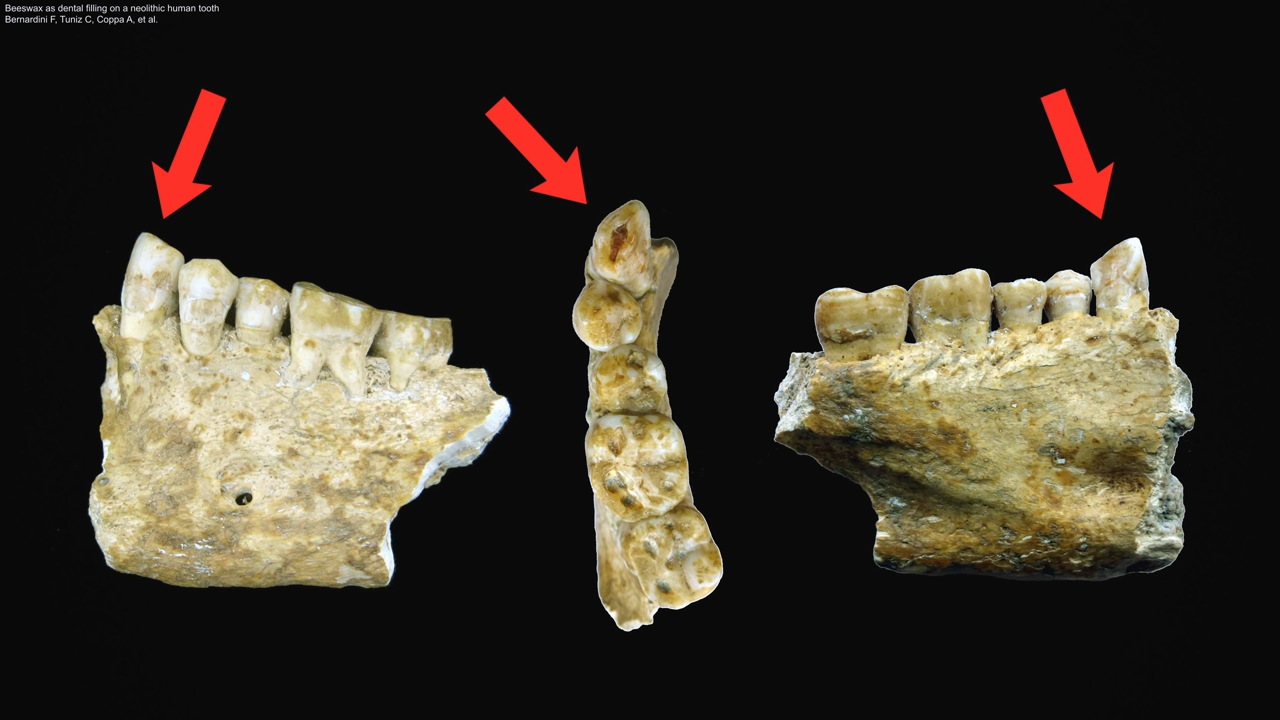 Beeswax as dental filling on a neolithic human tooth
Bernardini F, Tuniz C, Coppa A, et al.